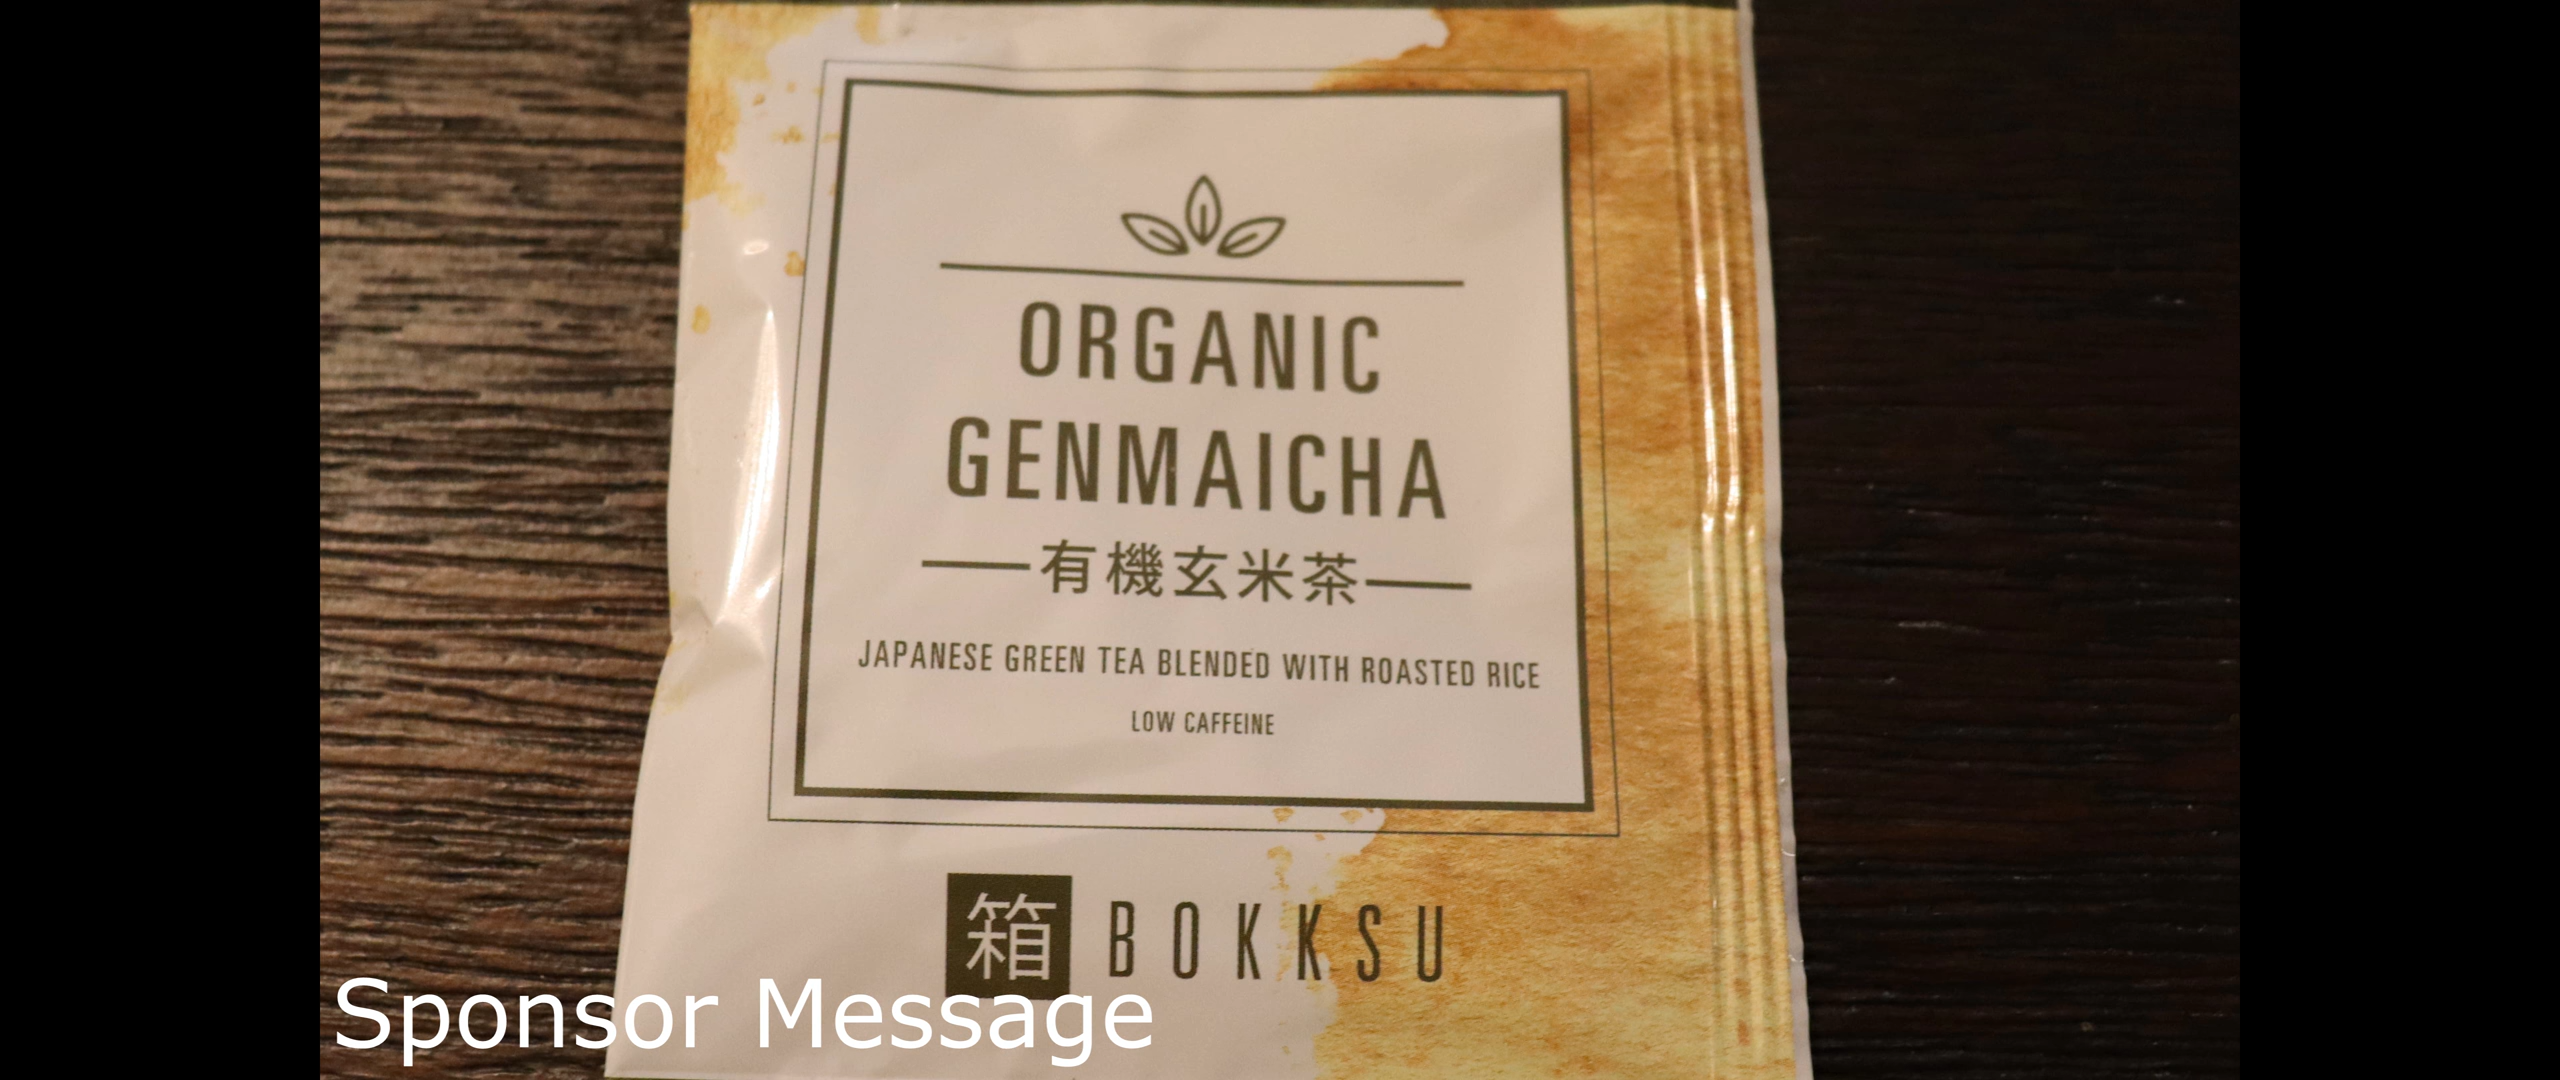 ORGANIC
GENMAICHA
有機玄米茶
JAPANESE GREEN TEA BLENDED WITH ROASTED RICE
LOW CAFFEINE
箱 BOKKSU
Sponsor Message